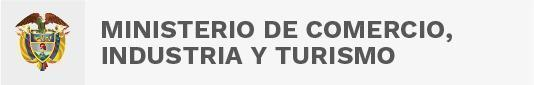 MINISTERIO DE COMERCIO,
INDUSTRIA Y TURISMO